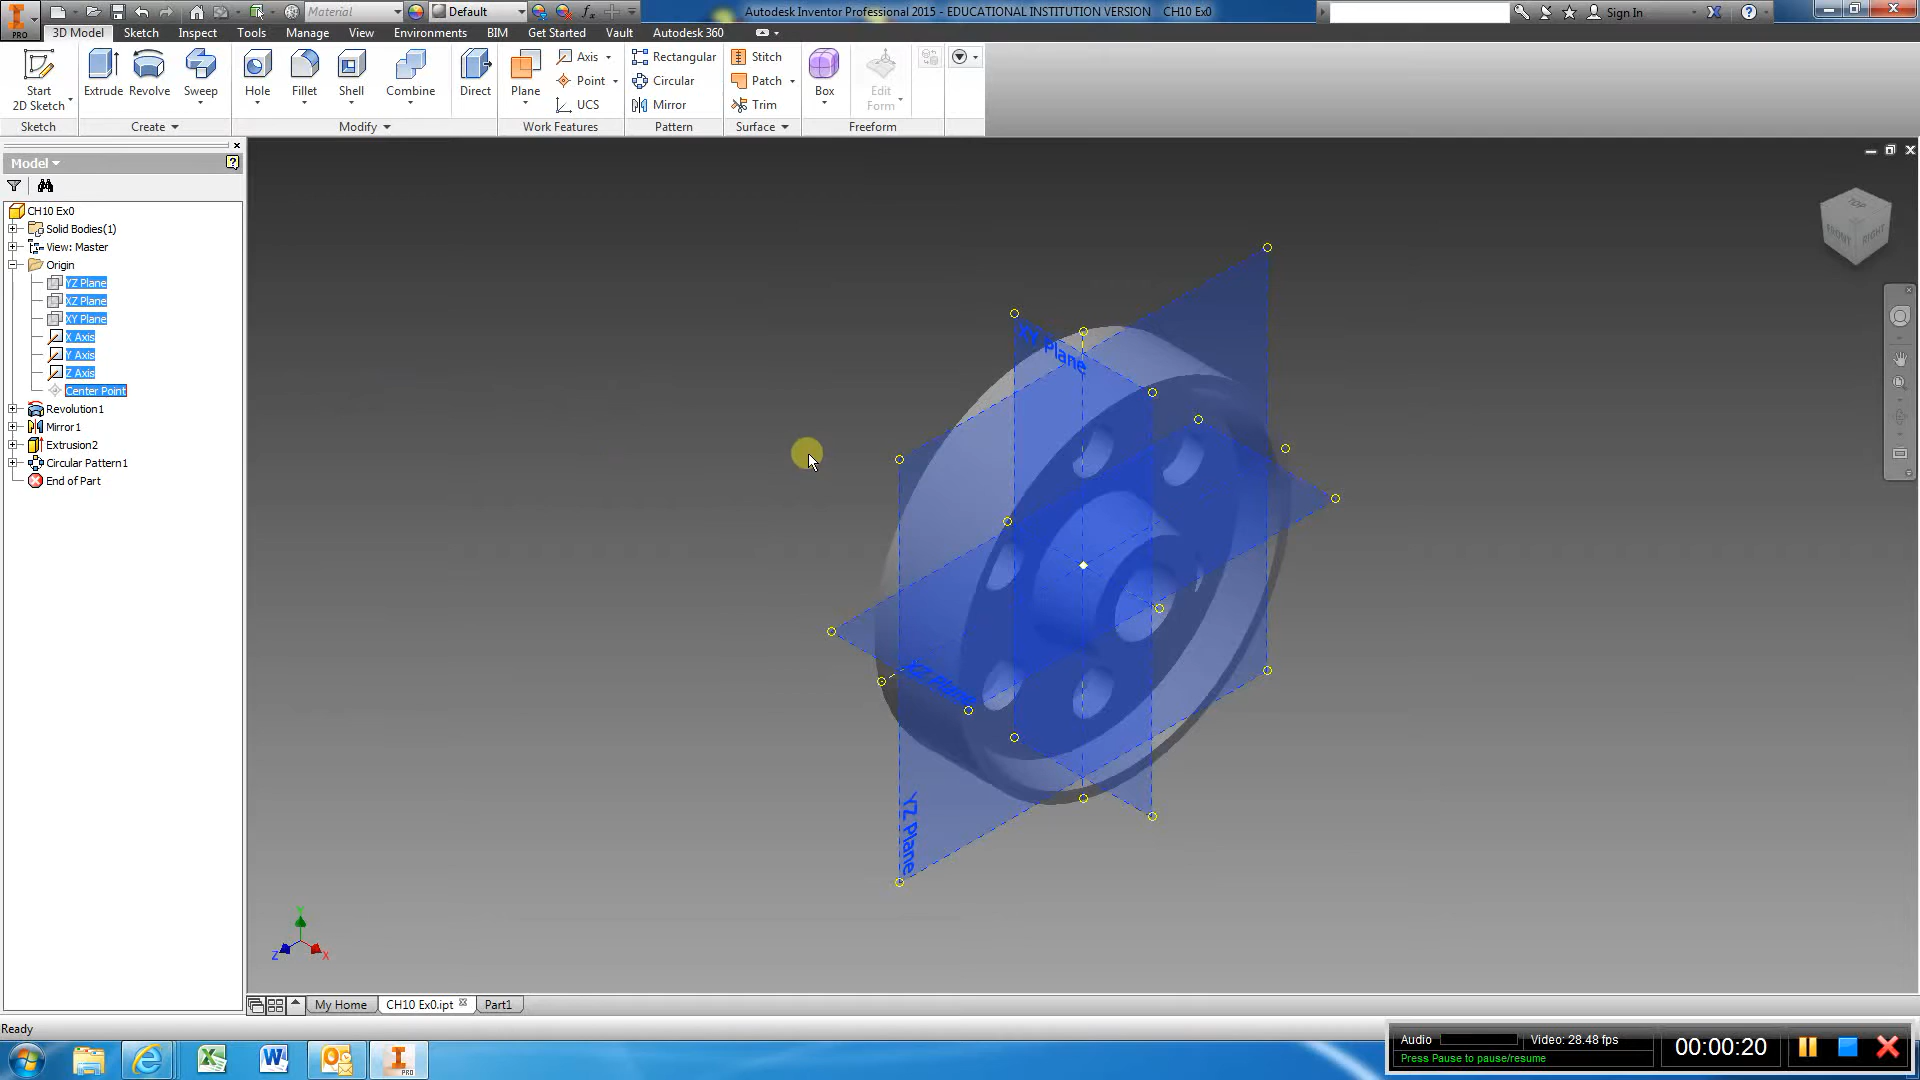 Material
Default
Autodesk Inventor Professional 2015 - EDUCATIONAL INSTITUTION VERSION CH10 Ex0
Sign In
PRO
3D Model Sketch Inspect Tools Manage View Environments BIM Get Started Vault Autodesk 360
Start
2D Sketch
Extrude Revolve Sweep
Hole Fillet Shell Combine
Direct
Plane
Axis
Point
UCS
Rectangular
Circular
Mirror
Stitch
Patch
Trim
Box
Edit
Form
Sketch Create Modify Work Features Pattern Surface Freeform
Model
CH10 Ex0
Solid Bodies(1)
View: Master
Origin
YZ Plane
XZ Plane
XY Plane
X Axis
Y Axis
Z Axis
Center Point
Revolution1
Mirror1
Extrusion2
Circular Pattern1
End of Part
TOP
FRONT RIGHT
XY Plane
XZ Plane
YZ Plane
Y
Z X
My Home CH10 Ex0.ipt Part1
Ready
PRO
Audio Video: 28.48 fps
Press Pause to pause/resume
00:00:20